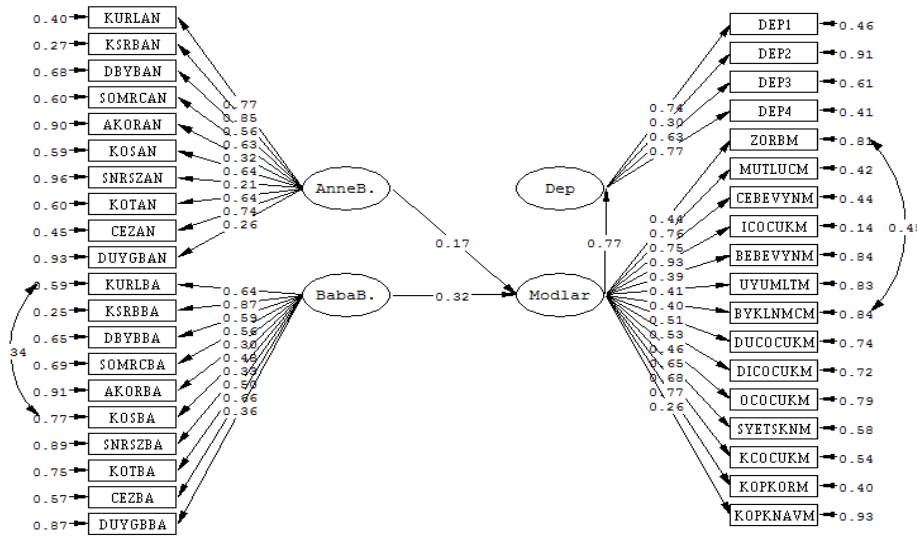 0.40 KURLAN
0.27 KSRBAN
0.68 DBYBAN
0.60 SOMRCAN
0.90 AKORAN
0.59 KOSAN
0.96 SNRSZAN
0.60 KOTAN
0.45 CEZAN
0.93 DUYGBAN
0.59 KURLBA
0.25 KSRBBA
0.65 DBYBBA
0.69 SOMRCBA
0.91 AKORBA
0.77 KOSBA
0.89 SNRSZBA
0.75 KOTBA
0.57 CEZBA
0.87 DUYGBBA
34
0.77
0.85
0.56
0.63
0.32
0.64
0.21
0.64
0.74
0.26
0.64
0.87
0.59
0.56
0.30
0.33
0.50
0.66
0.36
AnneB.
BabaB.
0.17
0.32
Dep
0.77
Modlar
0.74
0.30
0.63
0.77
0.44
0.76
0.75
0.93
0.39
0.41
0.40
0.51
0.53
0.46
0.65
0.68
0.77
0.26
DEP1 0.46
DEP2 0.91
DEP3 0.61
DEP4 0.41
ZORBM 0.81
MUTLUCM 0.42
CEBEVYNM 0.44
ICOCUKM 0.14
BEBEVYNM 0.84
UYUMLTM 0.83
BYKLNMCM 0.84
DUCOCUKM 0.74
DICOCUKM 0.72
OCOCUKM 0.79
SYETSKNM 0.58
KCOCUKM 0.54
KOPKORM 0.40
KOPKNAVM 0.93